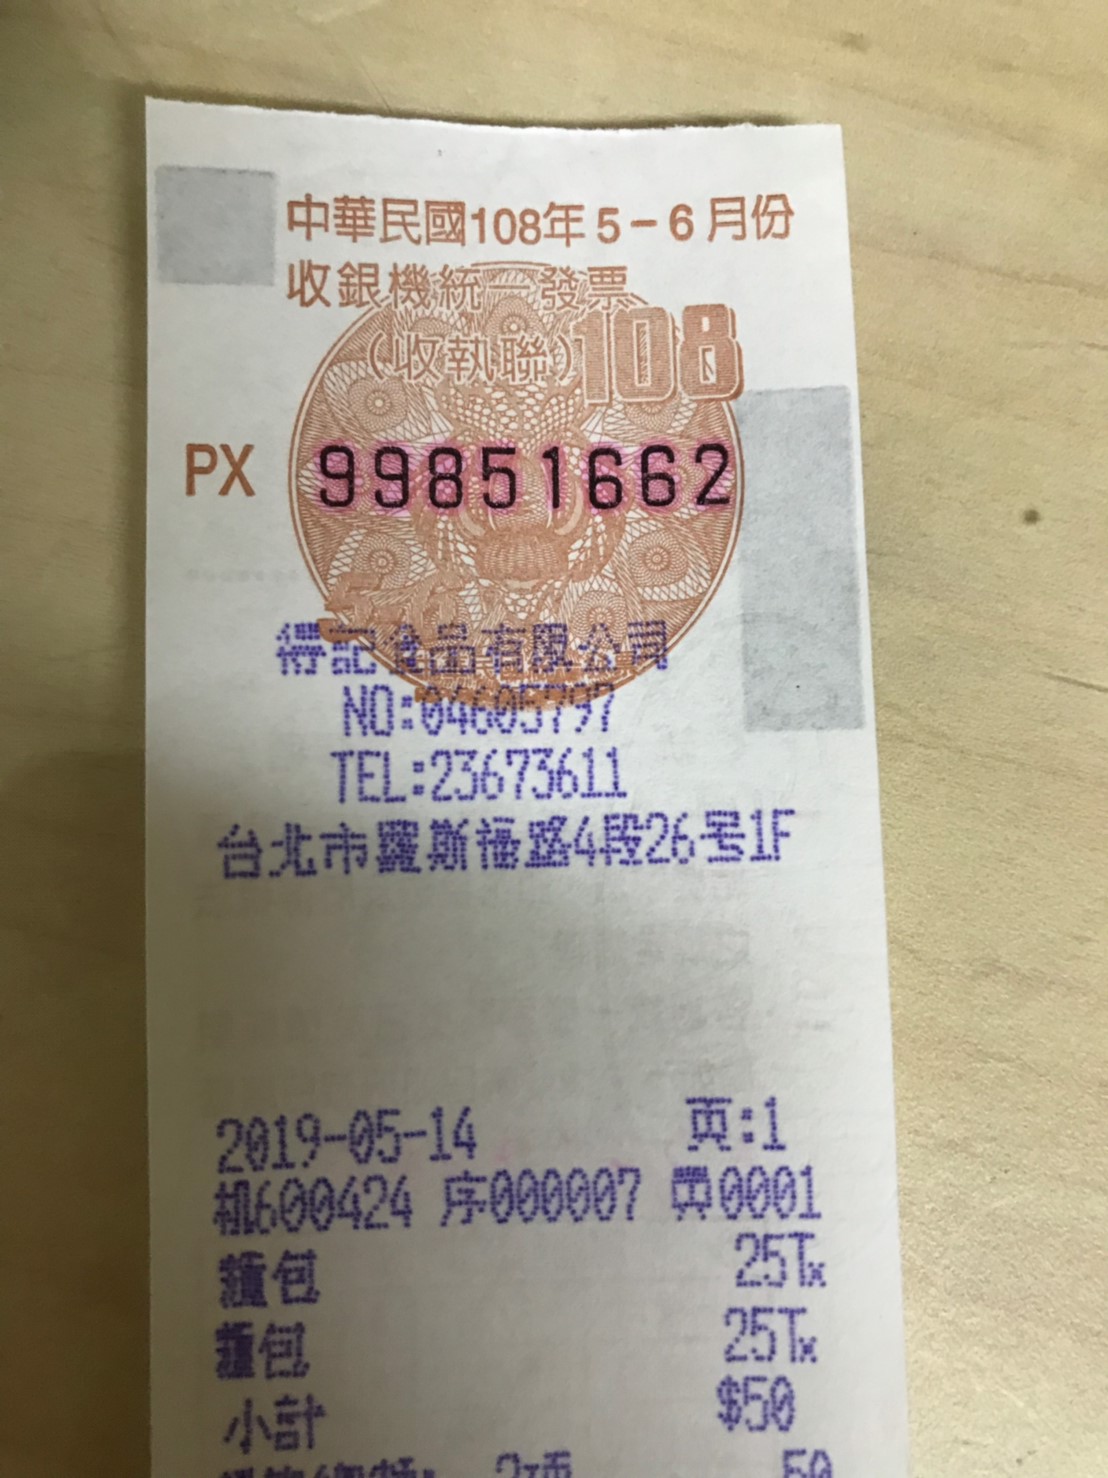 中華民國108年5-6月份
收銀機統一發票
(收執聯)108
PX 99851662
得記食品有限公司
NO:04605797
TEL:23673611
台北市羅斯福路4段26号1F
2019-05-14 頁:1
机600424 序000007 單0001
麵包 25Tx
麵包 25Tx
小計 $50
2项 50